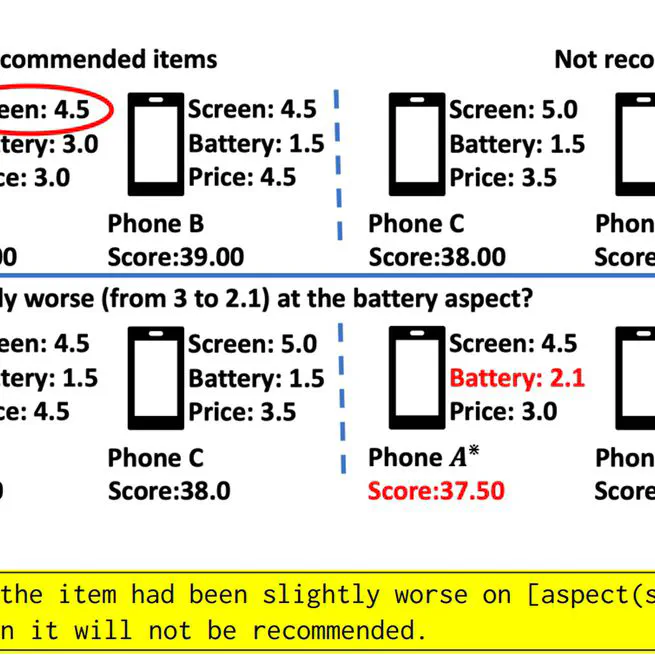 commended items
Not reco
een: 4.5
Screen: 4.5
Screen: 5.0
tery: 3.0
Battery: 1.5
Battery: 1.5
ce: 3.0
Price: 4.5
Price: 3.5
Phone B
Phone C
Phon
00
Score:39.00
Score:38.00
Score
ly worse (from 3 to 2.1) at the battery aspect?
een: 4.5
Screen: 5.0
Screen: 4.5
tery: 1.5
Battery: 1.5
Battery: 2.1
ce: 4.5
Price: 3.5
Price: 3.0
Phone C
Phone A*
Phon
0
Score:38.0
Score:37.50
Score
the item had been slightly worse on [aspect(s
n it will not be recommended.